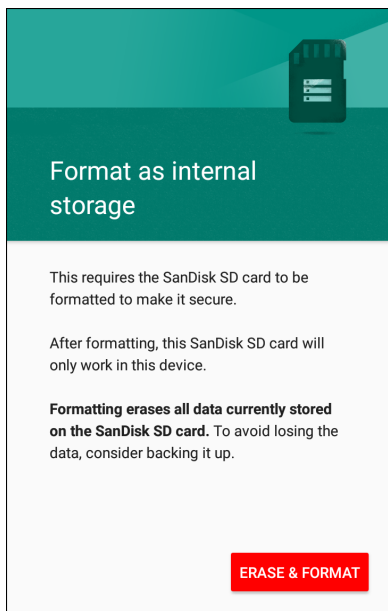 Format as internal
storage
This requires the SanDisk SD card to be
formatted to make it secure.
After formatting, this SanDisk SD card will
only work in this device.
Formatting erases all data currently stored
on the SanDisk SD card. To avoid losing the
data, consider backing it up.
ERASE & FORMAT